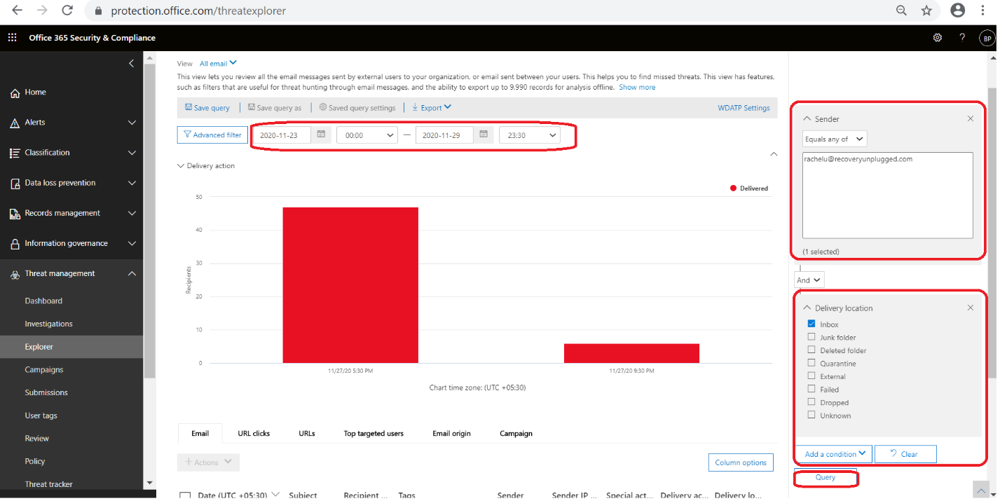 protection.office.com/threatexplorer
Office 365 Security & Compliance
?
BP
Home
Alerts
Classification
Data loss prevention
Records management
Information governance
Threat management
Dashboard
Investigations
Explorer
Campaigns
Submissions
User tags
Review
Policy
Threat tracker
View All email
This view lets you review all the email messages sent by external users to your organization, or email sent between your users. This helps you to find missed threats. This view has features,
such as filters that are useful for threat hunting through email messages, and the ability to export up to 9,990 records for analysis offline. Show more
Save query | Save query as | Saved query settings | Export
WDATP Settings
Advanced filter
2020-11-23 00:00 — 2020-11-29 23:30
Delivery action
Delivered
50
40
30
20
10
0
Recipients
11/27/20 5:30 PM
11/27/20 9:30 PM
Chart time zone: (UTC +05:30)
Email URL clicks URLs Top targeted users Email origin Campaign
+ Actions
Column options
Date (UTC +05:30) Subject Recipient ... Tags Sender Sender IP ... Special act... Delivery ac... Delivery lo...
Sender
Equals any of
rachelu@recoveryunplugged.com
(1 selected)
And
Delivery location
Inbox
Junk folder
Deleted folder
Quarantine
External
Failed
Dropped
Unknown
Add a condition
Clear
Query